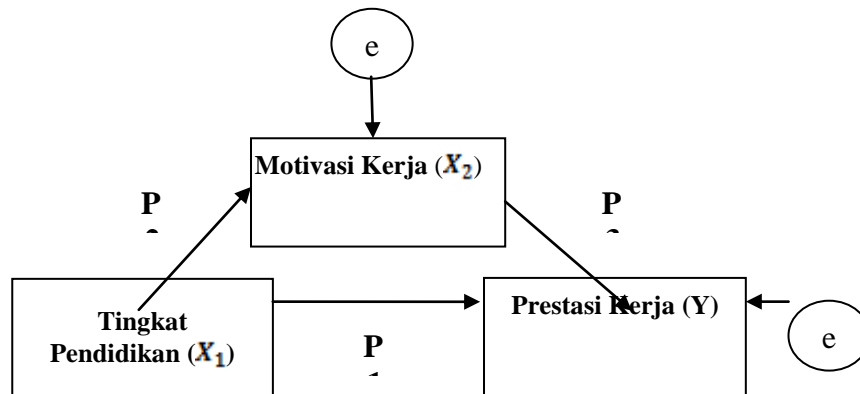 e
Motivasi Kerja (X₂)
P
P
Tingkat
Pendidikan (X₁)
Prestasi Kerja (Y)
P
e